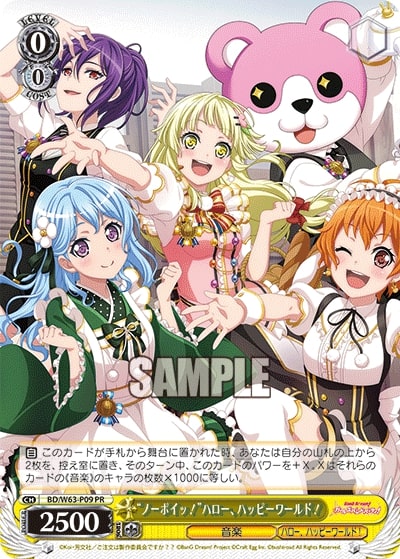 LEVEL
0
0
COST
SAMPLE
自 このカードが手札から舞台に置かれた時、あなたは自分の山札の上から
2枚を、控え室に置き、そのターン中、このカードのパワーを+X。Xはそれらの
カードの《音楽》のキャラの枚数×1000に等しい。
CH BD/W63-P09 PR
"ノーポイッ!"ハロー、ハッピーワールド!
2500
音楽
ハロー、ハッピーワールド!